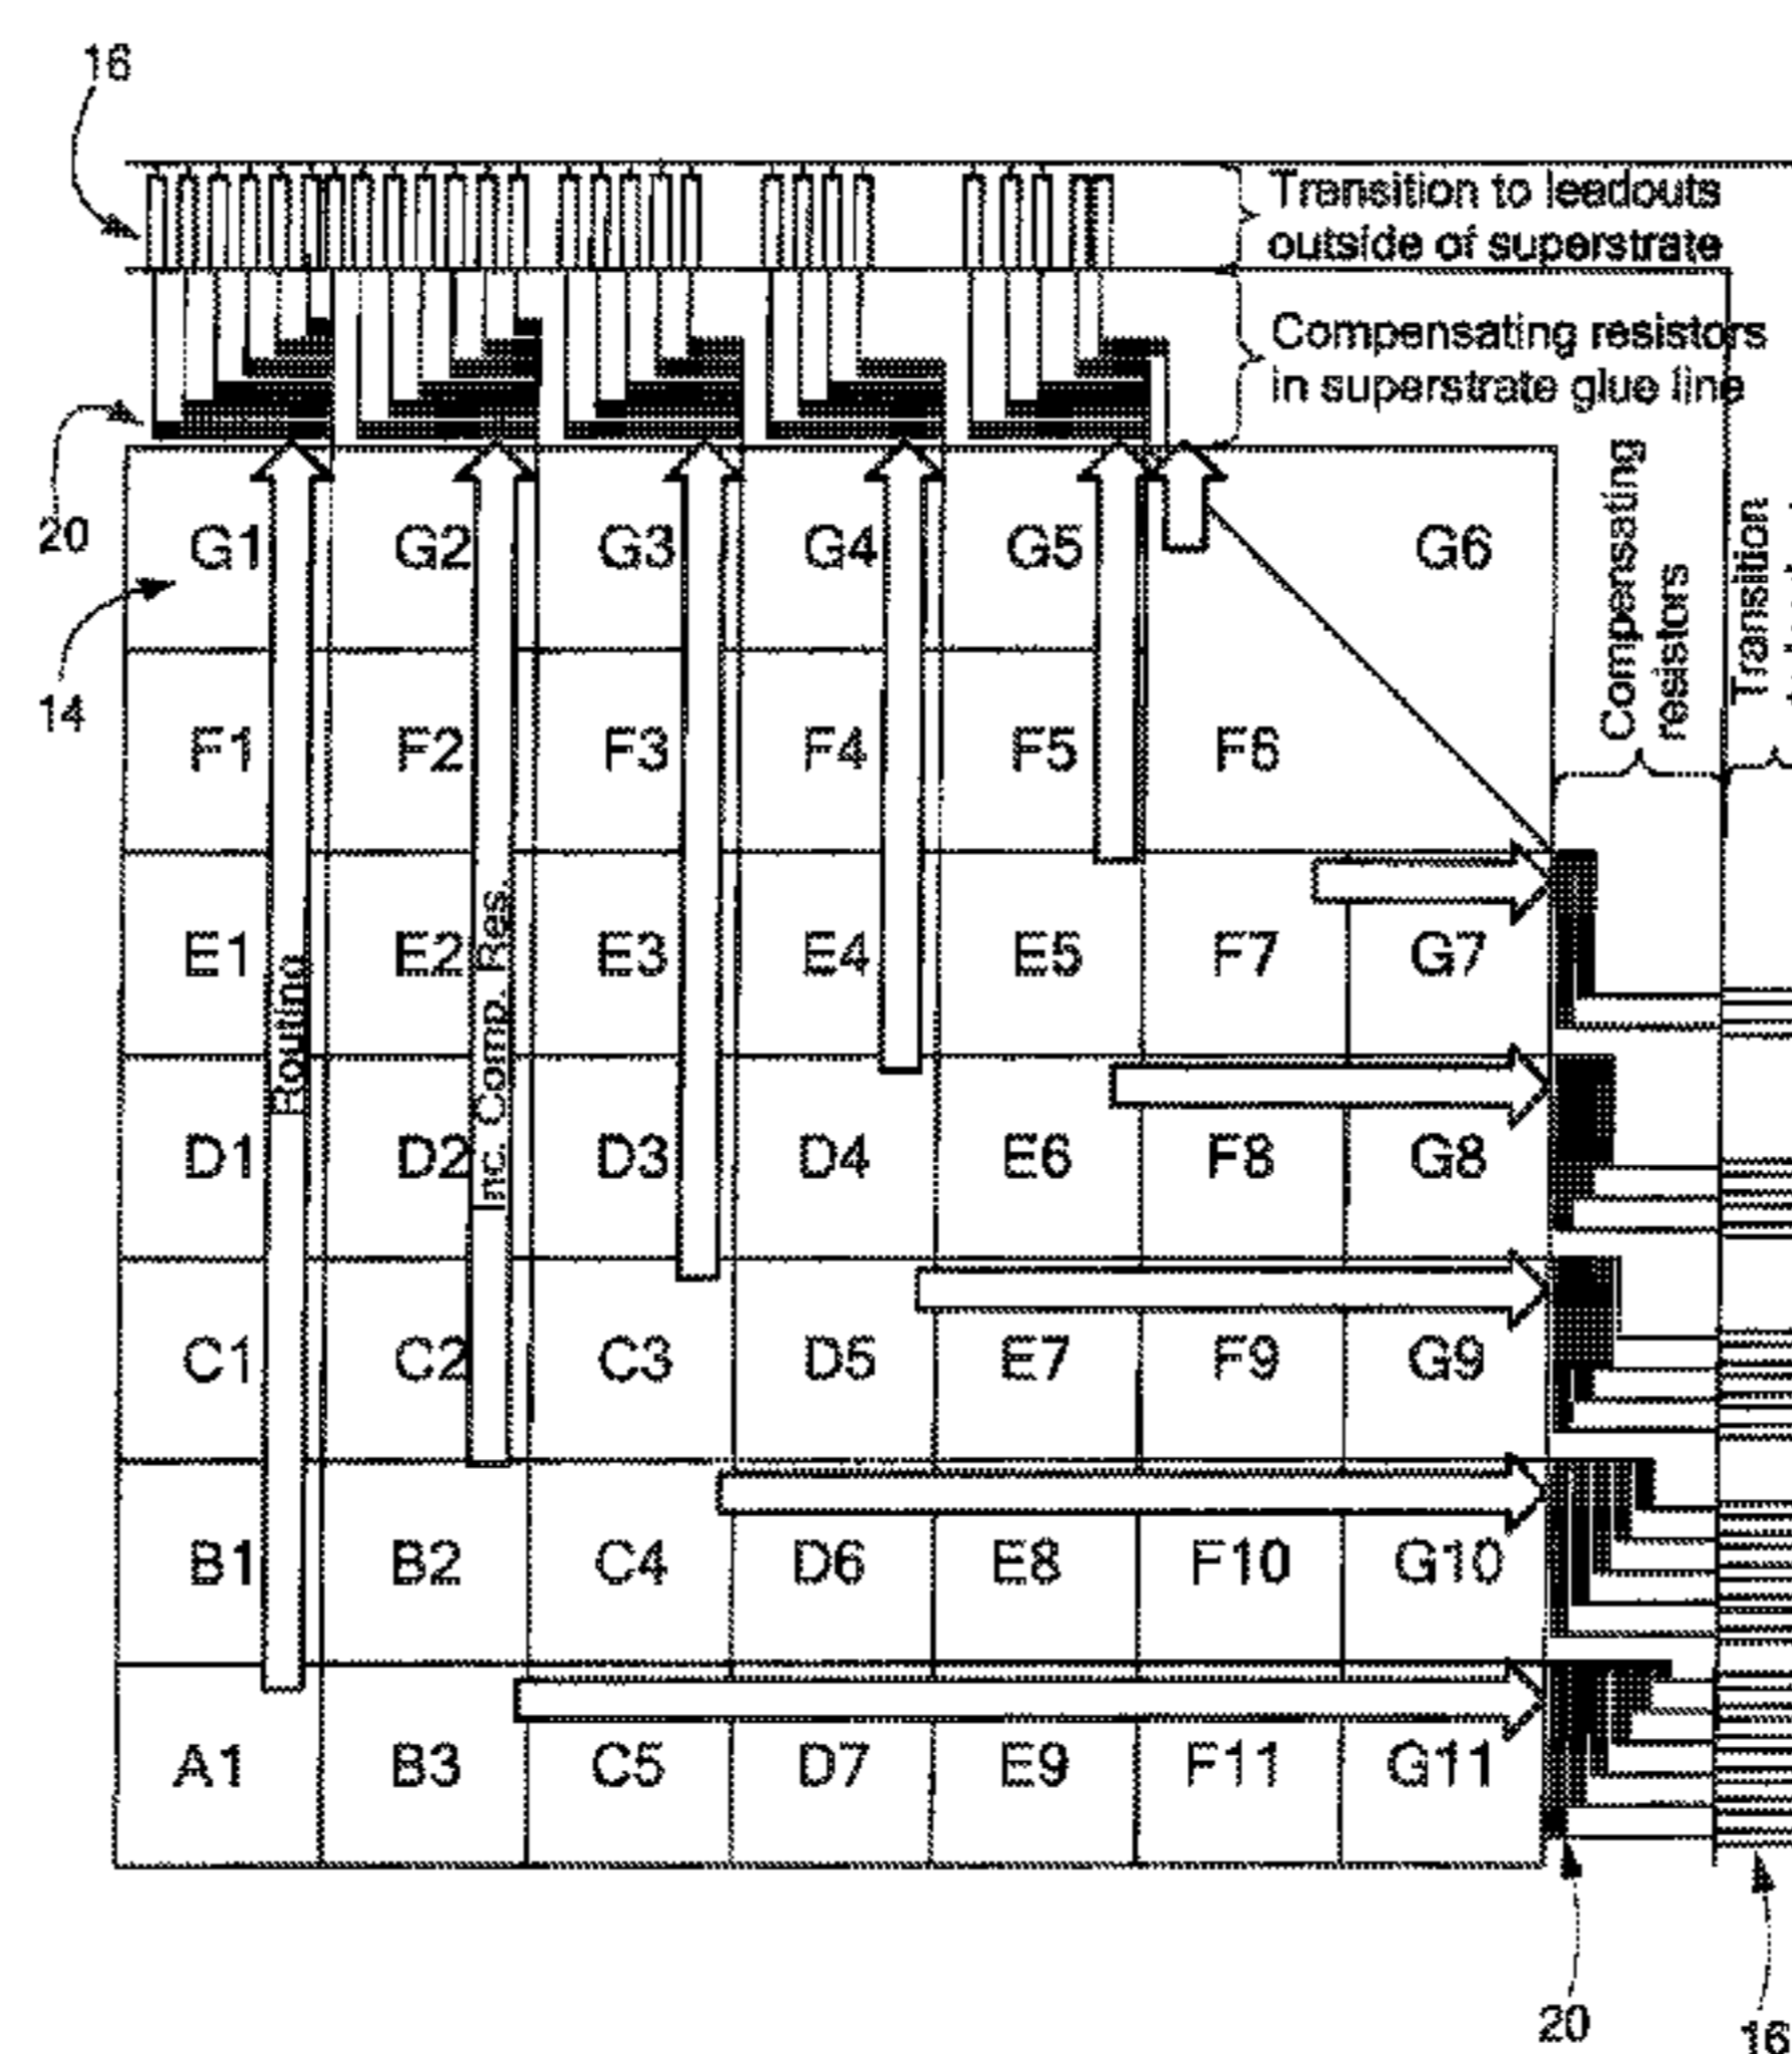 16
Transition to leadouts
outside of superstrate
Compensating resistors
in superstrate glue line
20
14
Compensating
resistors
Transition
G1 G2 G3 G4 G5 G6
F1 F2 F3 F4 F5 F6
E1 E2 E3 E4 E5 F7 G7
D1 D2 D3 D4 E6 F8 G8
C1 C2 C3 D5 E7 F9 G9
B1 B2 C4 D6 E8 F10 G10
A1 B3 C5 D7 E9 F11 G11
Routing
Inc. Comp. Res.
20
16